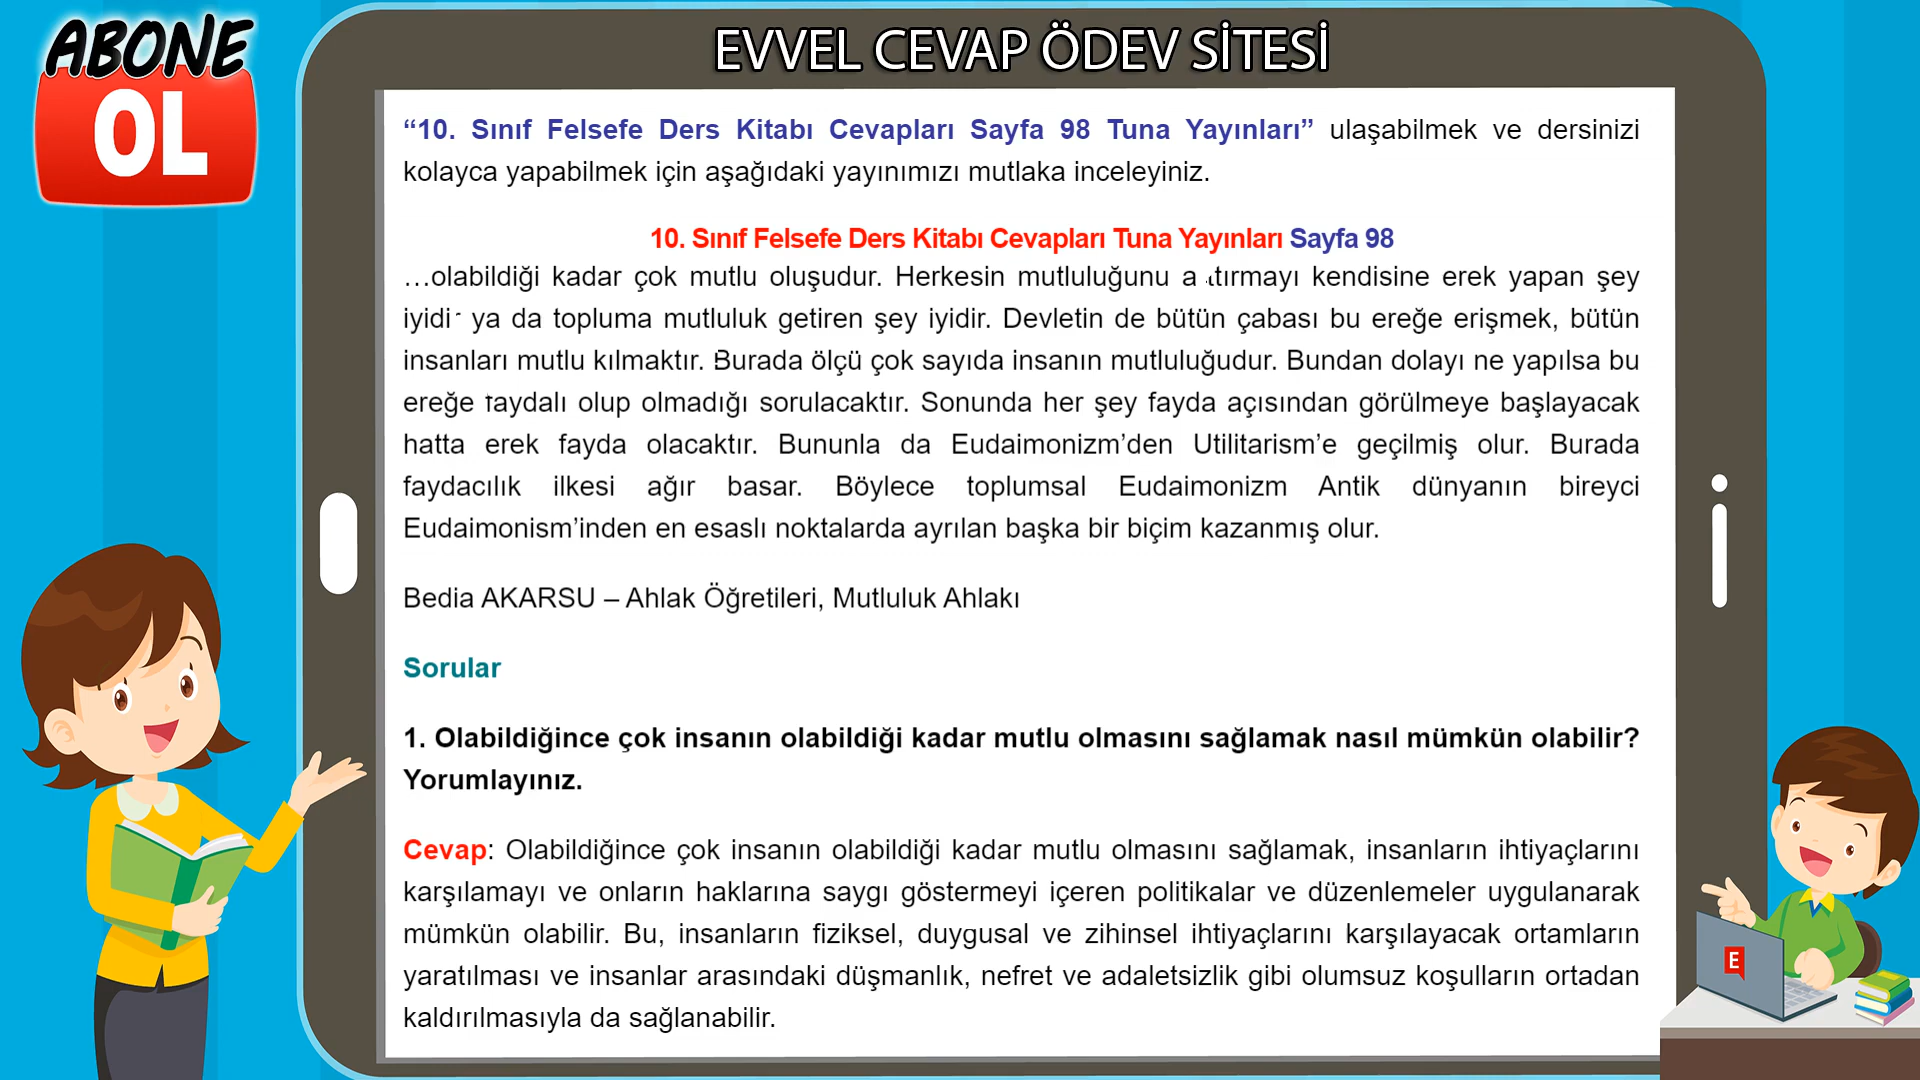 ABONE
OL
EVVEL CEVAP ÖDEV SİTESİ
“10. Sınıf Felsefe Ders Kitabı Cevapları Sayfa 98 Tuna Yayınları” ulaşabilmek ve dersinizi
kolayca yapabilmek için aşağıdaki yayınımızı mutlaka inceleyiniz.
10. Sınıf Felsefe Ders Kitabı Cevapları Tuna Yayınları Sayfa 98
…olabildiği kadar çok mutlu oluşudur. Herkesin mutluluğunu attırmayı kendisine erek yapan şey
iyidir ya da topluma mutluluk getiren şey iyidir. Devletin de bütün çabası bu ereğe erişmek, bütün
insanları mutlu kılmaktır. Burada ölçü çok sayıda insanın mutluluğudur. Bundan dolayı ne yapılsa bu
ereğe faydalı olup olmadığı sorulacaktır. Sonunda her şey fayda açısından görülmeye başlayacak
hatta erek fayda olacaktır. Bununla da Eudaimonizm’den Utilitarism’e geçilmiş olur. Burada
faydacılık ilkesi ağır basar. Böylece toplumsal Eudaimonizm Antik dünyanın bireyci
Eudaimonism’inden en esaslı noktalarda ayrılan başka bir biçim kazanmış olur.
Bedia AKARSU – Ahlak Öğretileri, Mutluluk Ahlakı
Sorular
1. Olabildiğince çok insanın olabildiği kadar mutlu olmasını sağlamak nasıl mümkün olabilir?
Yorumlayınız.
Cevap: Olabildiğince çok insanın olabildiği kadar mutlu olmasını sağlamak, insanların ihtiyaçlarını
karşılamayı ve onların haklarına saygı göstermeyi içeren politikalar ve düzenlemeler uygulanarak
mümkün olabilir. Bu, insanların fiziksel, duygusal ve zihinsel ihtiyaçlarını karşılayacak ortamların
yaratılması ve insanlar arasındaki düşmanlık, nefret ve adaletsizlik gibi olumsuz koşulların ortadan
kaldırılmasıyla da sağlanabilir.
E